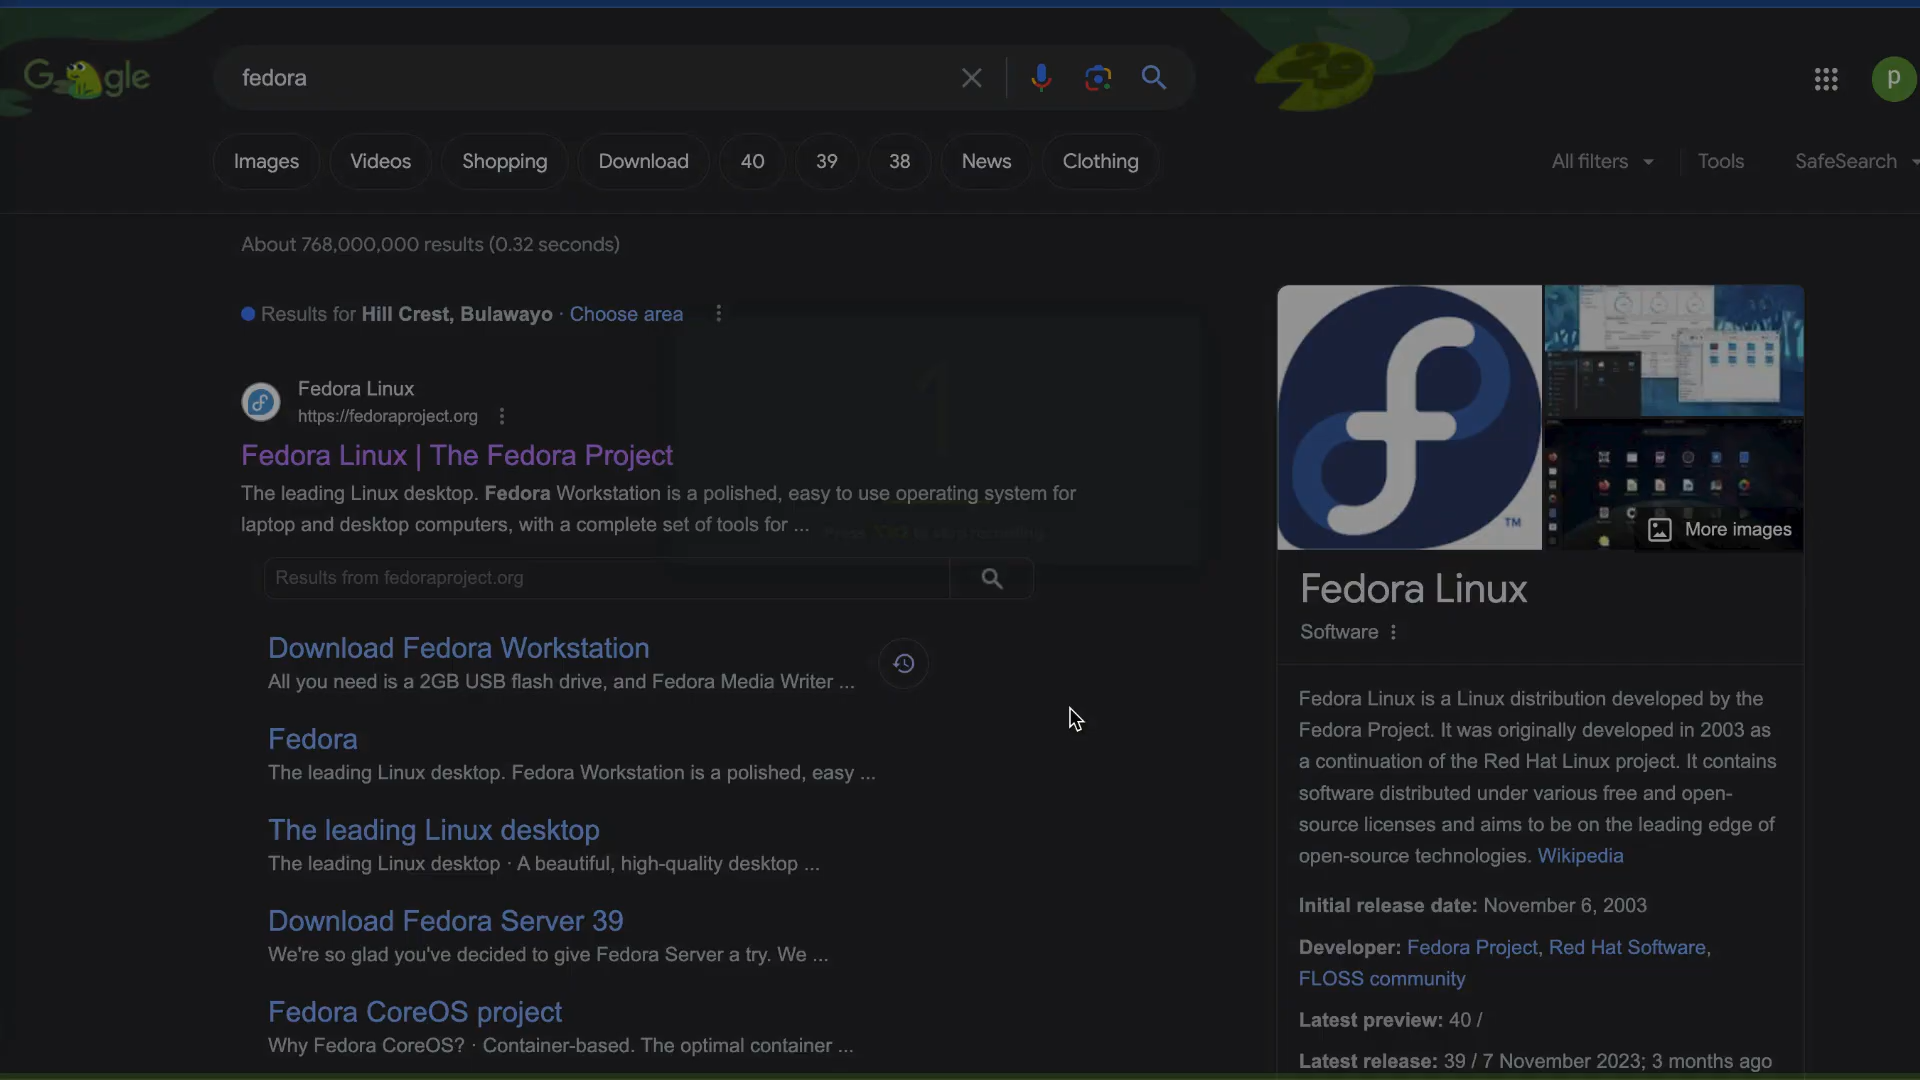 Google
fedora
29
p
Images
Videos
Shopping
Download
40
39
38
News
Clothing
All filters
Tools
SafeSearch
About 768,000,000 results (0.32 seconds)
Results for Hill Crest, Bulawayo · Choose area
Fedora Linux
https://fedoraproject.org
Fedora Linux | The Fedora Project
The leading Linux desktop. Fedora Workstation is a polished, easy to use operating system for
laptop and desktop computers, with a complete set of tools for ...
Results from fedoraproject.org
Download Fedora Workstation
All you need is a 2GB USB flash drive, and Fedora Media Writer ...
Fedora
The leading Linux desktop. Fedora Workstation is a polished, easy ...
The leading Linux desktop
The leading Linux desktop · A beautiful, high-quality desktop ...
Download Fedora Server 39
We're so glad you've decided to give Fedora Server a try. We ...
Fedora CoreOS project
Why Fedora CoreOS? · Container-based. The optimal container ...
TM
More images
Fedora Linux
Software
Fedora Linux is a Linux distribution developed by the
Fedora Project. It was originally developed in 2003 as
a continuation of the Red Hat Linux project. It contains
software distributed under various free and open-
source licenses and aims to be on the leading edge of
open-source technologies. Wikipedia
Initial release date: November 6, 2003
Developer: Fedora Project, Red Hat Software,
FLOSS community
Latest preview: 40 /
Latest release: 39 / 7 November 2023; 3 months ago